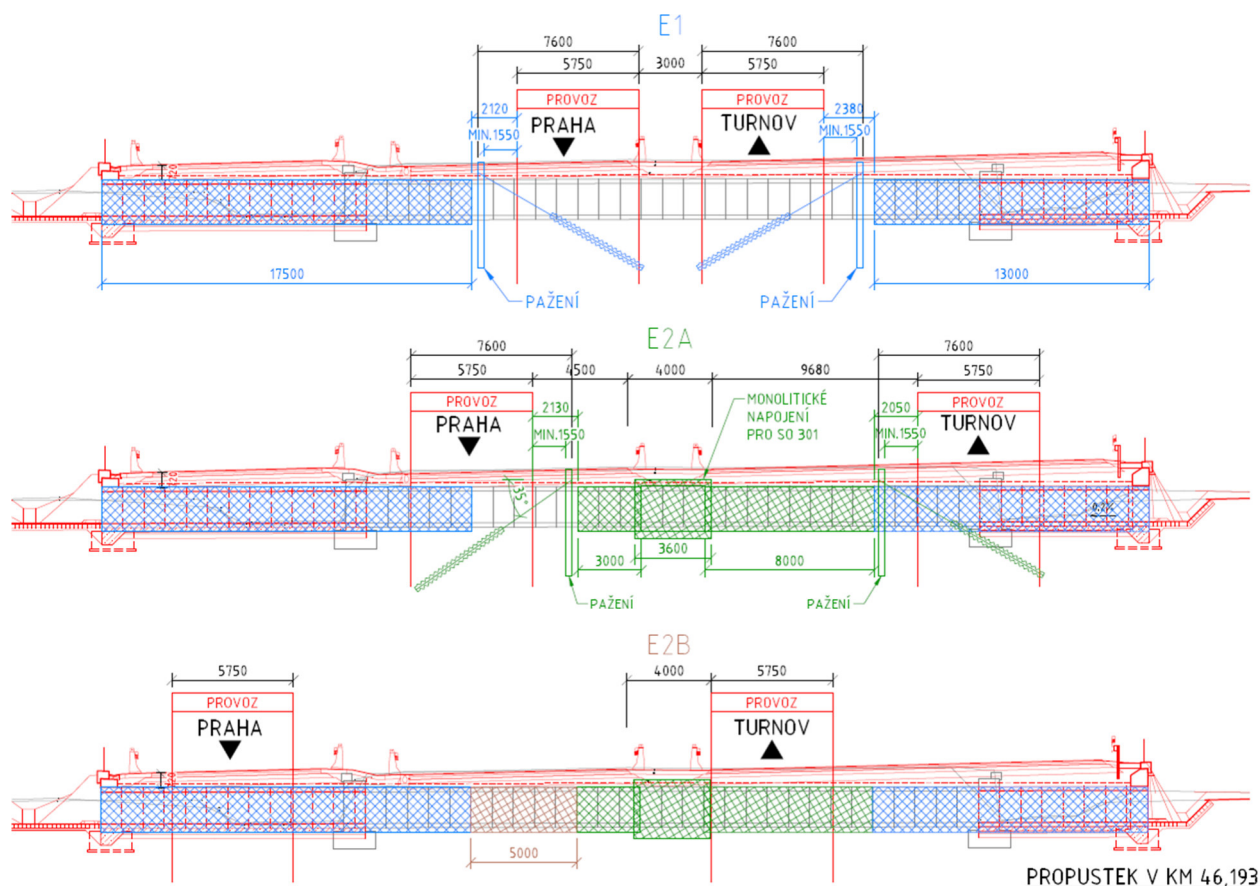 E1
7600
7600
5750
3000
5750
PROVOZ
PROVOZ
2120
2380
PRAHA
TURNOV
MIN.1550
MIN.1550
17500
13000
PAŽENÍ
PAŽENÍ
E2A
7600
7600
5750
4500
4000
9680
5750
PROVOZ
MONOLITICKÉ
NAPOJENÍ
PRO SO 301
PROVOZ
2130
2050
PRAHA
TURNOV
MIN.1550
MIN.1550
35°
3600
3000
8000
PAŽENÍ
PAŽENÍ
E2B
5750
4000
5750
PROVOZ
PROVOZ
PRAHA
TURNOV
5000
PROPUSTEK V KM 46,193